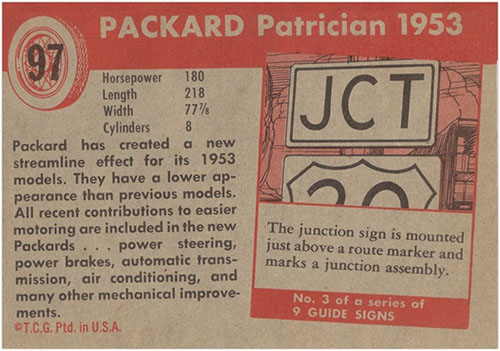 97
PACKARD Patrician 1953
Horsepower 180
Length 218
Width 77⅞
Cylinders 8
Packard has created a new
streamline effect for its 1953
models. They have a lower ap-
pearance than previous models.
All recent contributions to easier
motoring are included in the new
Packards . . . power steering,
power brakes, automatic trans-
mission, air conditioning, and
many other mechanical improve-
ments.
©T.C.G. Ptd. in U.S.A.
JCT
The junction sign is mounted
just above a route marker and
marks a junction assembly.
No. 3 of a series of
9 GUIDE SIGNS